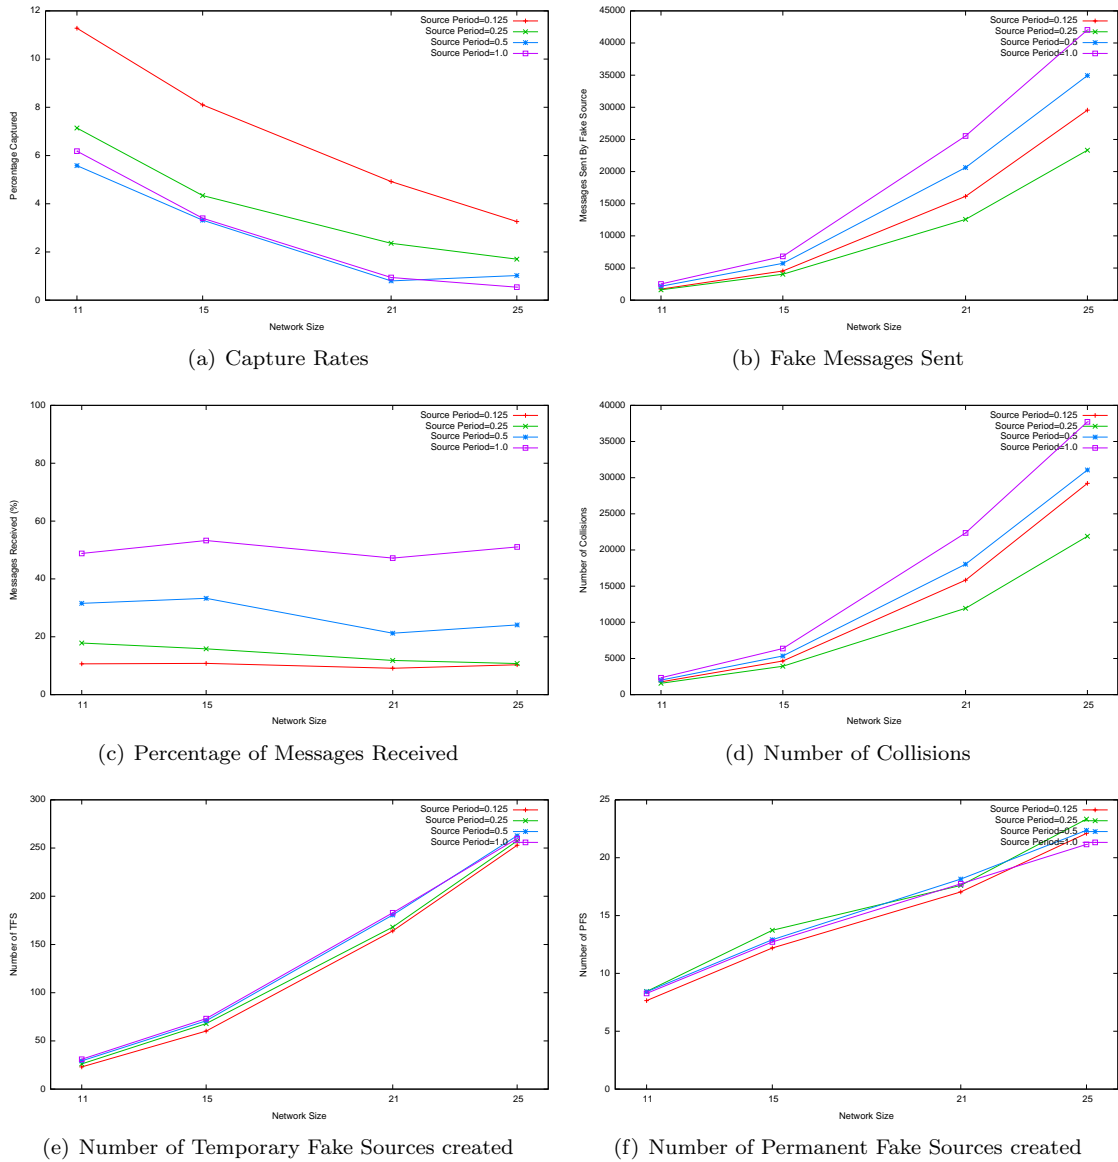 12
10
8
6
4
2
0
Percentage Captured
11 15 21 25
Network Size
Source Period=0.125
Source Period=0.25
Source Period=0.5
Source Period=1.0
(a) Capture Rates
45000
40000
35000
30000
25000
20000
15000
10000
5000
0
Messages Sent By Fake Source
11 15 21 25
Network Size
Source Period=0.125
Source Period=0.25
Source Period=0.5
Source Period=1.0
(b) Fake Messages Sent
100
80
60
40
20
0
Messages Received (%)
11 15 21 25
Network Size
Source Period=0.125
Source Period=0.25
Source Period=0.5
Source Period=1.0
(c) Percentage of Messages Received
40000
35000
30000
25000
20000
15000
10000
5000
0
Number of Collisions
11 15 21 25
Network Size
Source Period=0.125
Source Period=0.25
Source Period=0.5
Source Period=1.0
(d) Number of Collisions
300
250
200
150
100
50
0
Number of TFS
11 15 21 25
Network Size
Source Period=0.125
Source Period=0.25
Source Period=0.5
Source Period=1.0
(e) Number of Temporary Fake Sources created
25
20
15
10
5
0
Number of PFS
11 15 21 25
Network Size
Source Period=0.125
Source Period=0.25
Source Period=0.5
Source Period=1.0
(f) Number of Permanent Fake Sources created